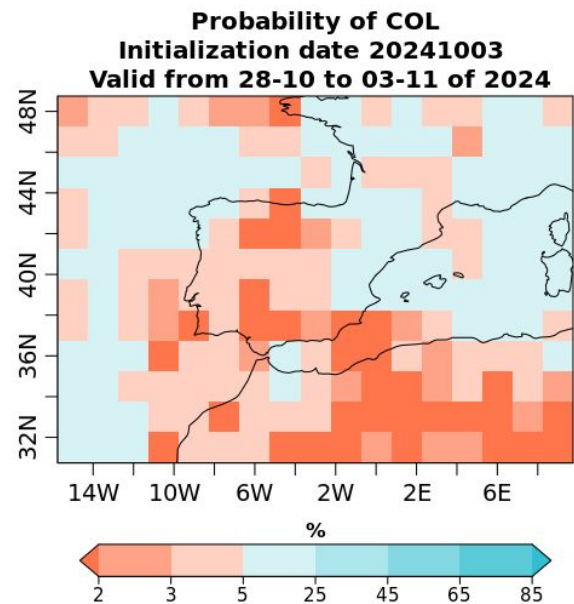 Probability of COL
Initialization date 20241003
Valid from 28-10 to 03-11 of 2024
48N
44N
40N
36N
32N
14W 10W 6W 2W 2E 6E
%
2 3 5 25 45 65 85